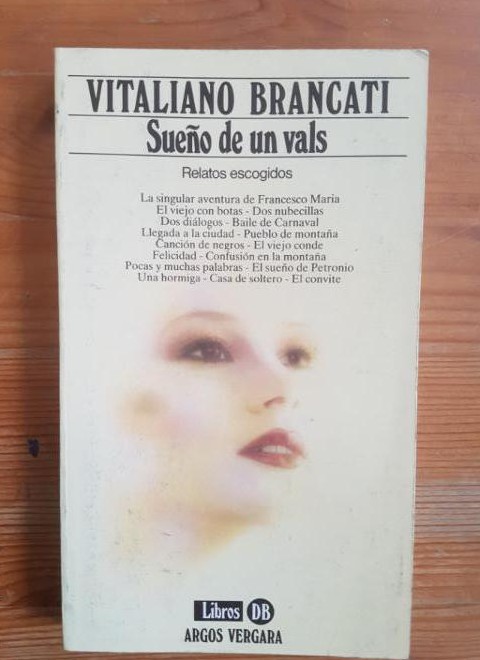 VITALIANO BRANCATI
Sueño de un vals
Relatos escogidos
La singular aventura de Francesco Maria
El viejo con botas - Dos nubecillas
Dos diálogos - Baile de Carnaval
Llegada a la ciudad - Pueblo de montaña
Canción de negros - El viejo conde
Felicidad - Confusión en la montaña
Pocas y muchas palabras - El sueño de Petronio
Una hormiga - Casa de soltero - El convite
Libros DB
ARGOS VERGARA